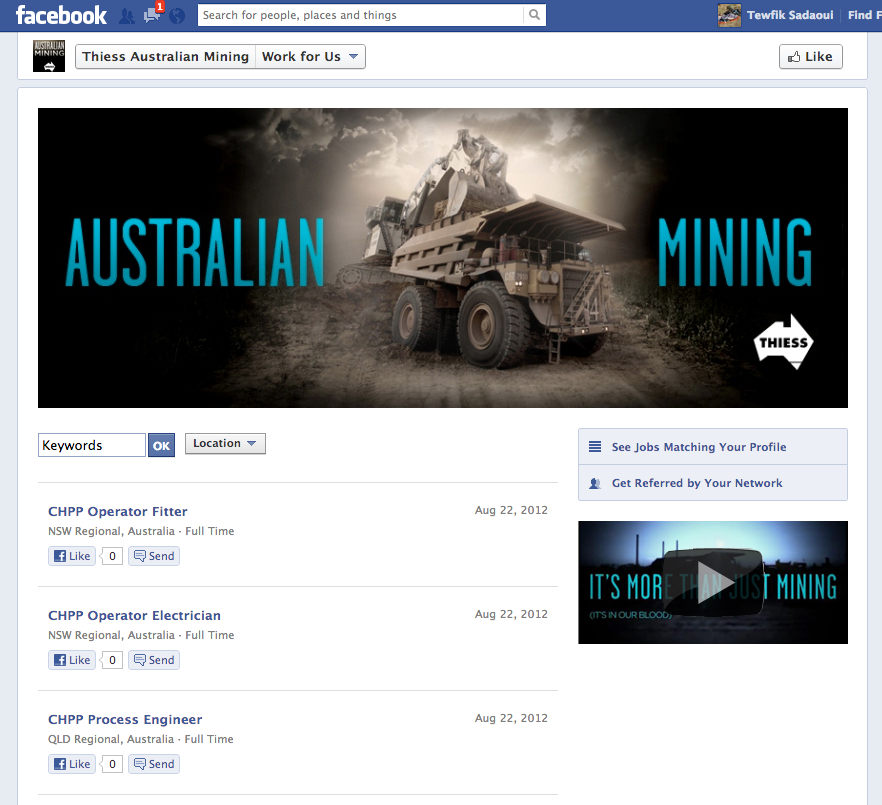 facebook
1
Search for people, places and things
Tewfik Sadaoui
Find F
AUSTRALIAN
MINING
Thiess Australian Mining
Work for Us
Like
AUSTRALIAN
MINING
THIESS
Keywords
OK
Location
See Jobs Matching Your Profile
Get Referred by Your Network
CHPP Operator Fitter
Aug 22, 2012
NSW Regional, Australia · Full Time
Like
0
Send
IT'S MORE THAN JUST MINING
(IT'S IN OUR BLOOD)
CHPP Operator Electrician
Aug 22, 2012
NSW Regional, Australia · Full Time
Like
0
Send
CHPP Process Engineer
Aug 22, 2012
QLD Regional, Australia · Full Time
Like
0
Send